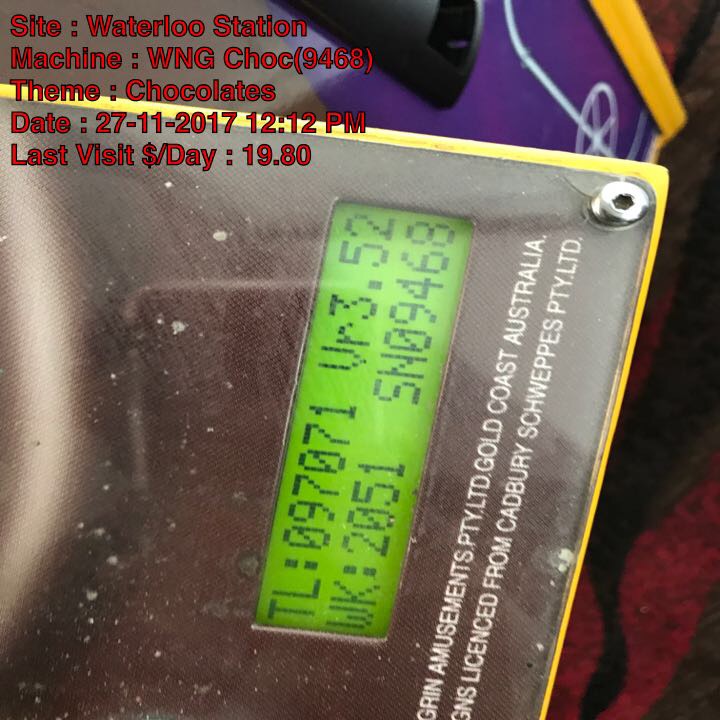 Site : Waterloo Station
Machine : WNG Choc(9468)
Theme : Chocolates
Date : 27-11-2017 12:12 PM
Last Visit $/Day : 19.80
TL:097071 Vr3.52
WK:2051 SN09468
GRIN AMUSEMENTS.PTY.LTD.GOLD COAST AUSTRALIA.
GNS LICENCED FROM CADBURY SCHWEPPES PTY.LTD.